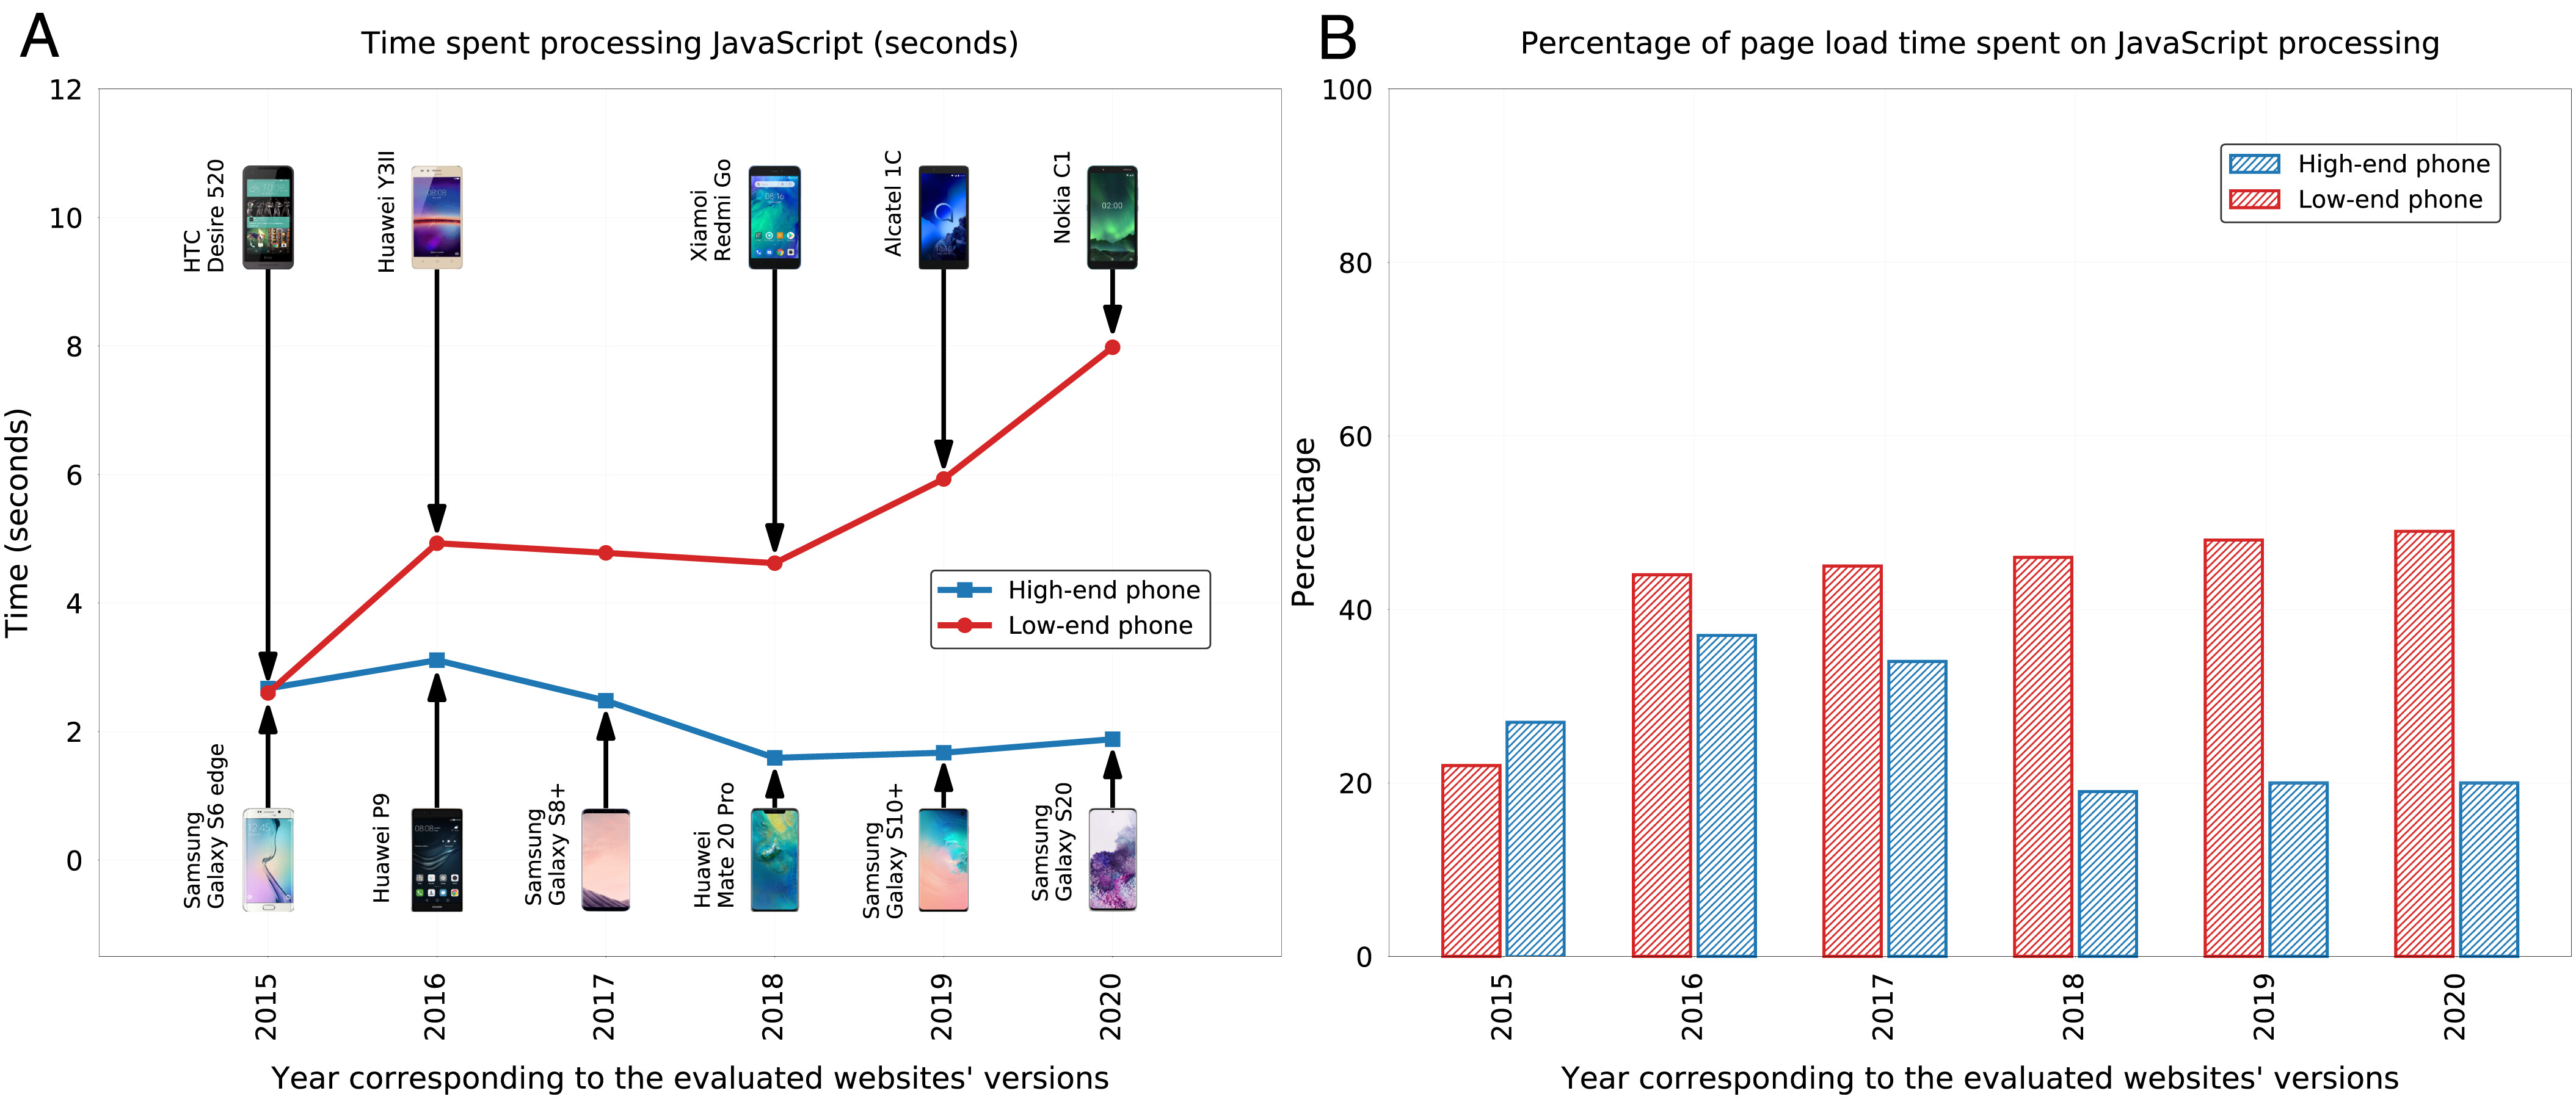 A
Time spent processing JavaScript (seconds)
12
10
8
6
4
2
0
Time (seconds)
HTC
Desire 520
Huawei Y3II
Xiamoi
Redmi Go
Alcatel 1C
Nokia C1
02:00
08:16
High-end phone
Low-end phone
Samsung
Galaxy S6 edge
Huawei P9
Samsung
Galaxy S8+
Huawei
Mate 20 Pro
Samsung
Galaxy S10+
Samsung
Galaxy S20
2015
2016
2017
2018
2019
2020
Year corresponding to the evaluated websites' versions
B
Percentage of page load time spent on JavaScript processing
100
80
60
40
20
0
Percentage
High-end phone
Low-end phone
2015
2016
2017
2018
2019
2020
Year corresponding to the evaluated websites' versions